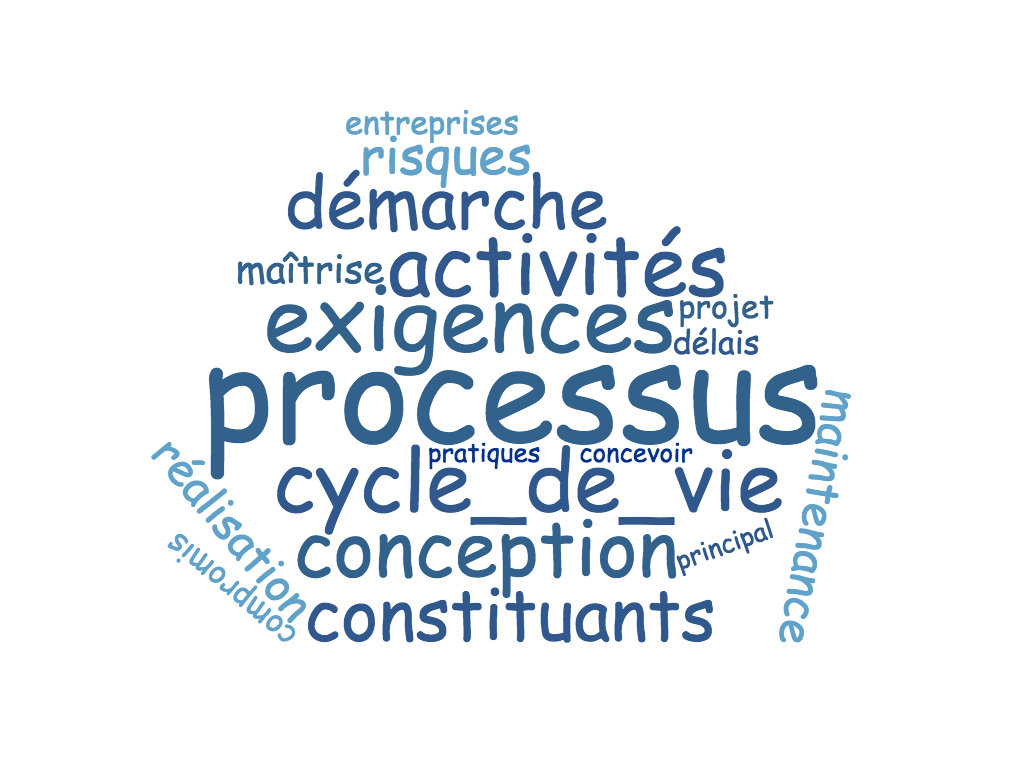 entreprises
risques
démarche
maîtrise activités
exigences projet
délais
processus
pratiques concevoir
cycle_de_vie
maintenance
réalisation
conception principal
compromis
constituants